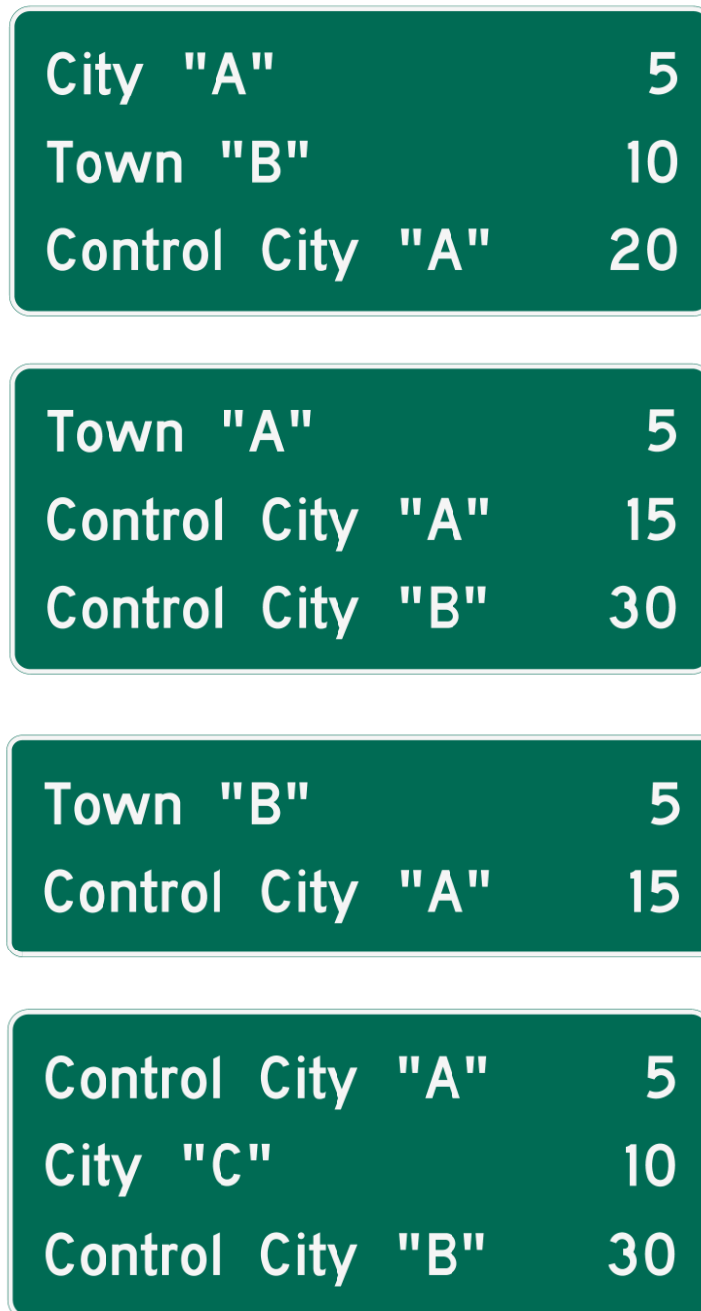 City "A" 5
Town "B" 10
Control City "A" 20
Town "A" 5
Control City "A" 15
Control City "B" 30
Town "B" 5
Control City "A" 15
Control City "A" 5
City "C" 10
Control City "B" 30